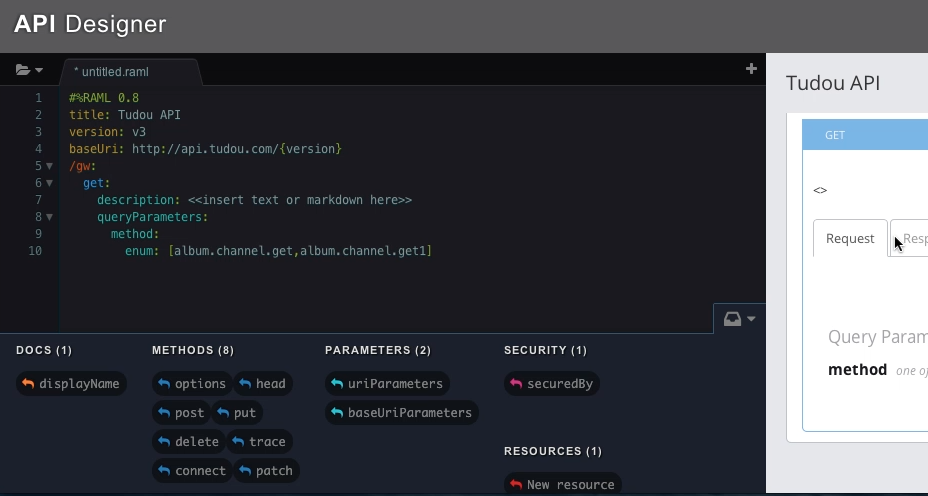 API Designer
* untitled.raml
1 #%RAML 0.8
2 title: Tudou API
3 version: v3
4 baseUri: http://api.tudou.com/{version}
5 /gw:
6 get:
7 description: <<insert text or markdown here>>
8 queryParameters:
9 method:
10 enum: [album.channel.get,album.channel.get1]
DOCS (1)
displayName
METHODS (8)
options head
post put
delete trace
connect patch
PARAMETERS (2)
uriParameters
baseUriParameters
SECURITY (1)
securedBy
RESOURCES (1)
New resource
Tudou API
GET
<>
Request Resp
Query Param
method one of